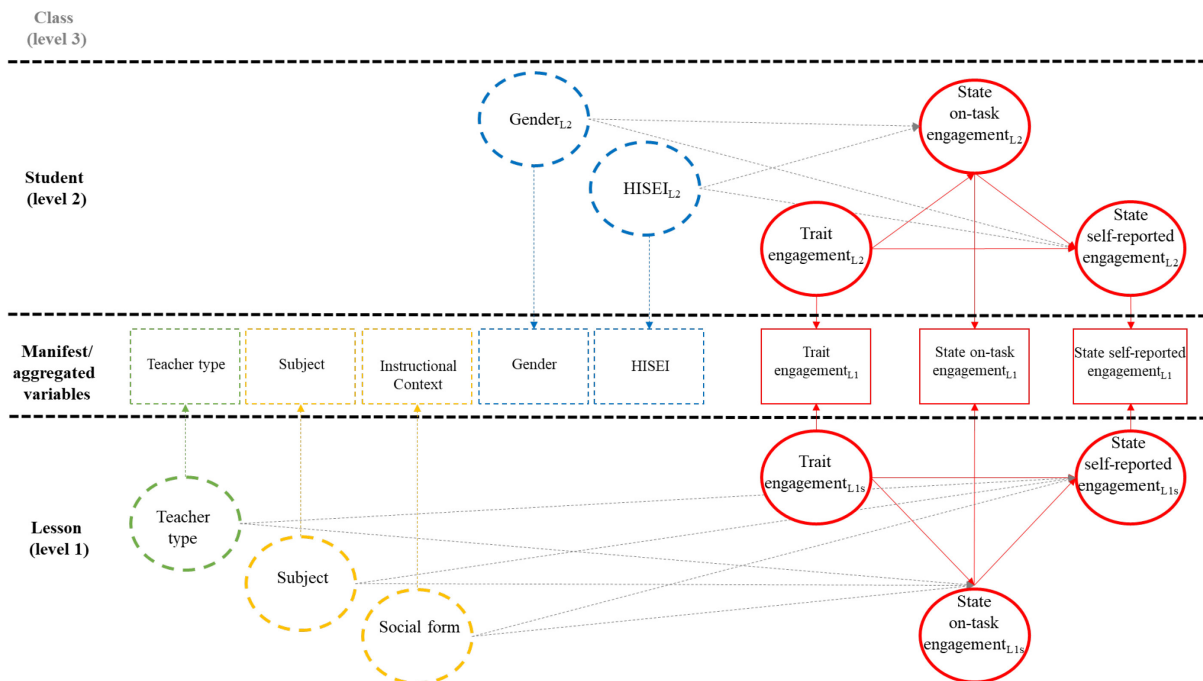 Class
(level 3)
Student
(level 2)
Gender_L2
HISEI_L2
State
on-task
engagement_L2
Trait
engagement_L2
State
self-reported
engagement_L2
Manifest/
aggregated
variables
Teacher type
Subject
Instructional
Context
Gender
HISEI
Trait
engagement_L1
State on-task
engagement_L1
State self-reported
engagement_L1
Lesson
(level 1)
Teacher
type
Subject
Social form
Trait
engagement_L1s
State
self-reported
engagement_L1s
State
on-task
engagement_L1s